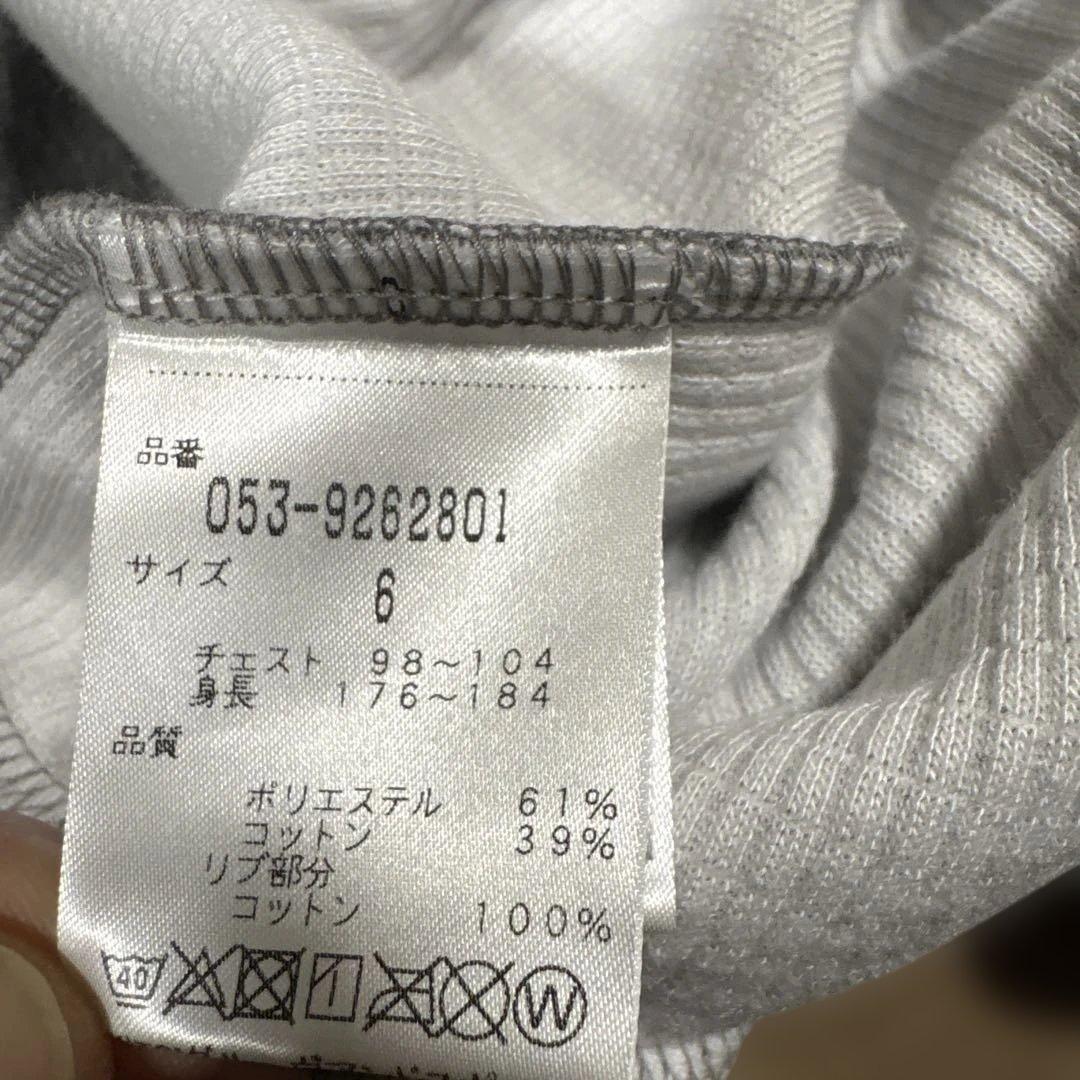 品番
053-9262801
サイズ
6
チェスト 98~104
身長 176~184
品質
ポリエステル 61%
コットン 39%
リブ部分
コットン 100%
40
W